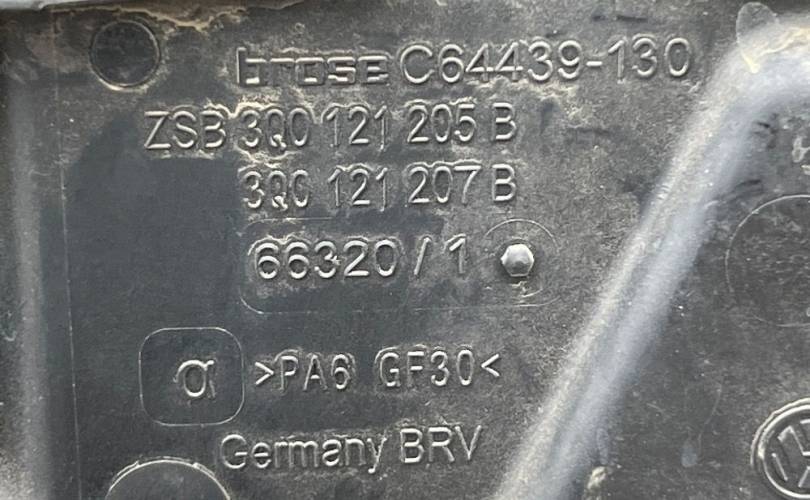 brose C64439-130
ZSB 3Q0 121 205 B
3Q0 121 207 B
66320 / 1
α >PA6 GF30<
Germany BRV